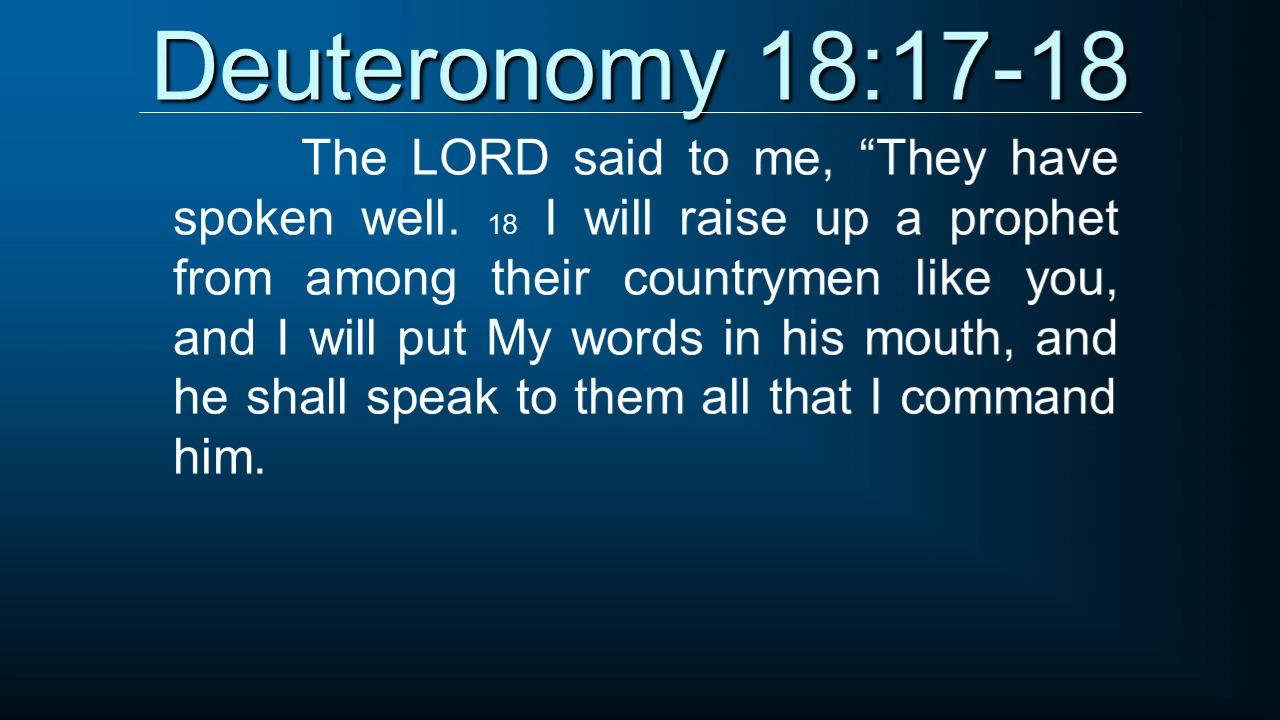 Deuteronomy 18:17-18
The LORD said to me, “They have
spoken well. 18 I will raise up a prophet
from among their countrymen like you,
and I will put My words in his mouth, and
he shall speak to them all that I command
him.